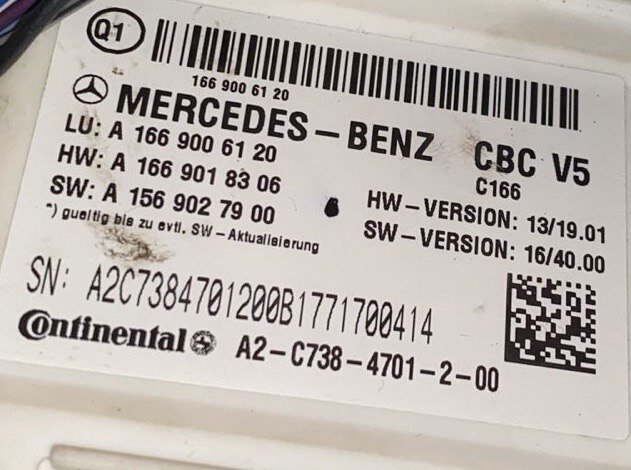 Q1
166 900 61 20
MERCEDES-BENZ CBC V5
C166
LU: A 166 900 61 20
HW: A 166 901 83 06 HW-VERSION: 13/19.01
SW: A 156 902 79 00 SW-VERSION: 16/40.00
*) gueltig bis zu evtl. SW-Aktualisierung
SN: A2C7384701200B1771700414
Continental A2-C738-4701-2-00